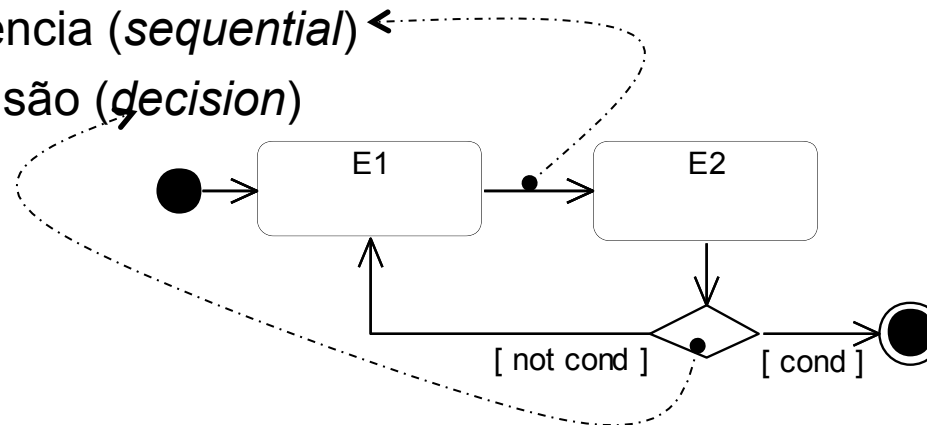 encia (sequential)
são (decision)
E1
E2
[ not cond ]
[ cond ]